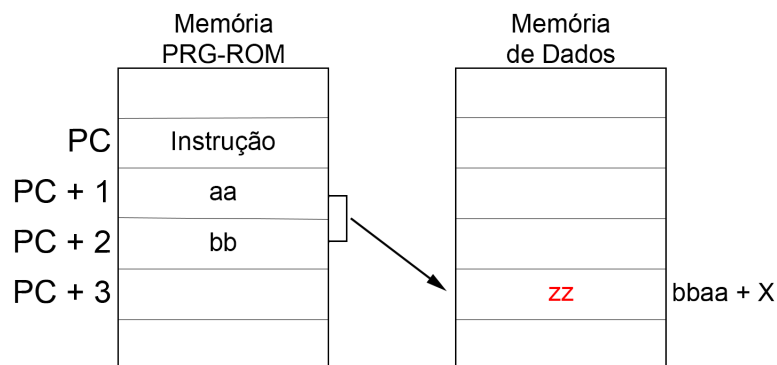 Memória
PRG-ROM
Memória
de Dados
PC
Instrução
PC + 1
aa
PC + 2
bb
PC + 3
zz
bbaa + X